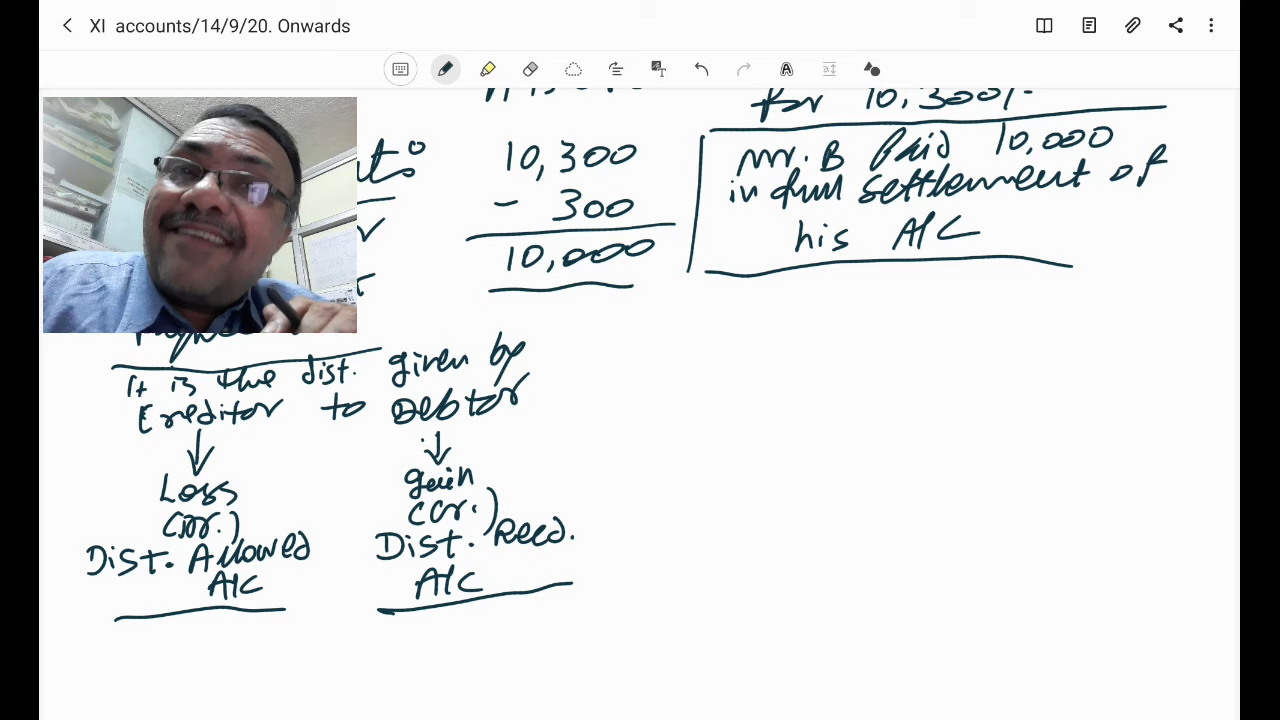 XI accounts/14/9/20. Onwards
for 10,300/-
10,300
- 300
10,000
Mr. B Paid 10,000
in full settlement of
his A/C
It is the dist. given by
Creditor to Debtor
Loss
(Dr.)
Dist. Allowed
A/C
gain
(Cr.)
Dist. Recd.
A/C